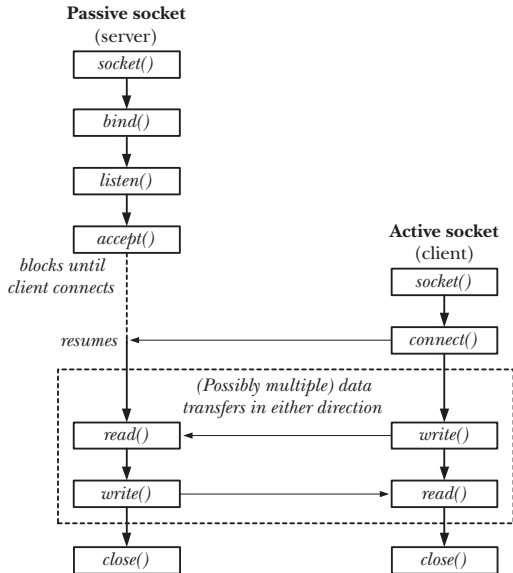 Passive socket
(server)
socket()
bind()
listen()
accept()
blocks until
client connects
Active socket
(client)
socket()
resumes
connect()
(Possibly multiple) data
transfers in either direction
read()
write()
write()
read()
close()
close()